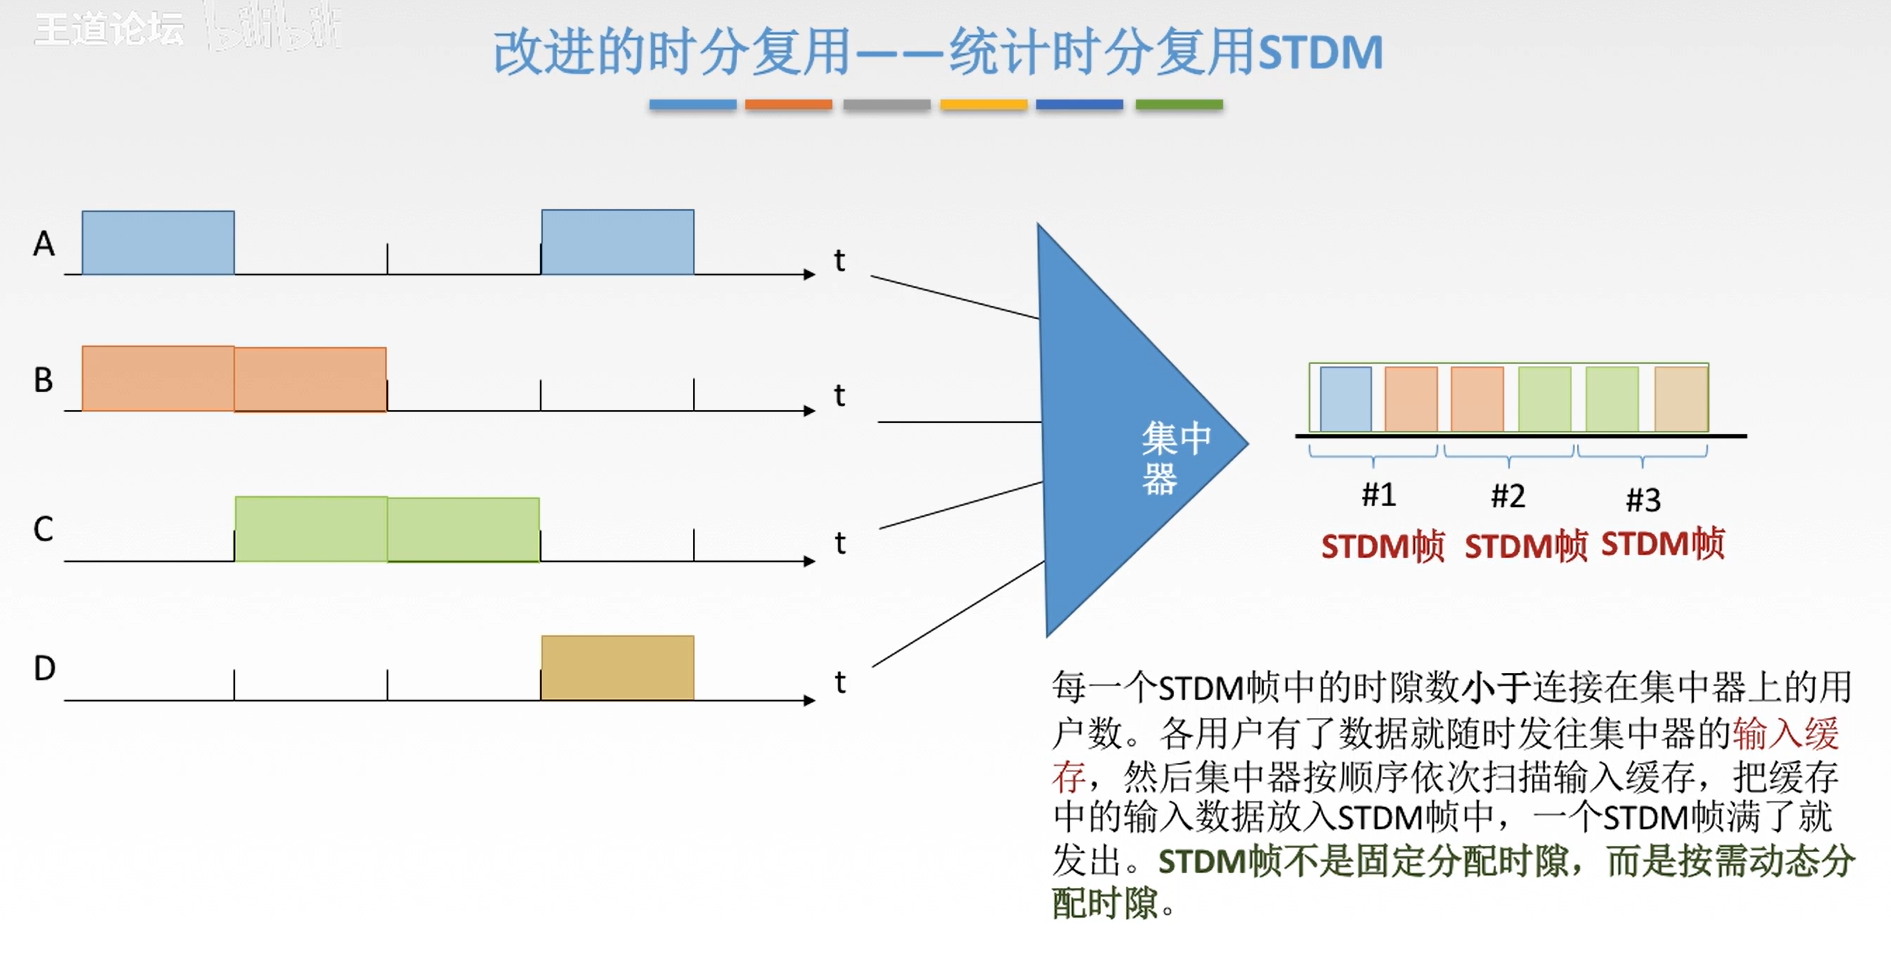 王道论坛 bilibili
改进的时分复用——统计时分复用STDM
A
t
B
t
C
t
D
t
集中
器
#1
#2
#3
STDM帧
STDM帧
STDM帧
每一个STDM帧中的时隙数小于连接在集中器上的用
户数。各用户有了数据就随时发往集中器的输入缓
存，然后集中器按顺序依次扫描输入缓存，把缓存
中的输入数据放入STDM帧中，一个STDM帧满了就
发出。STDM帧不是固定分配时隙，而是按需动态分
配时隙。